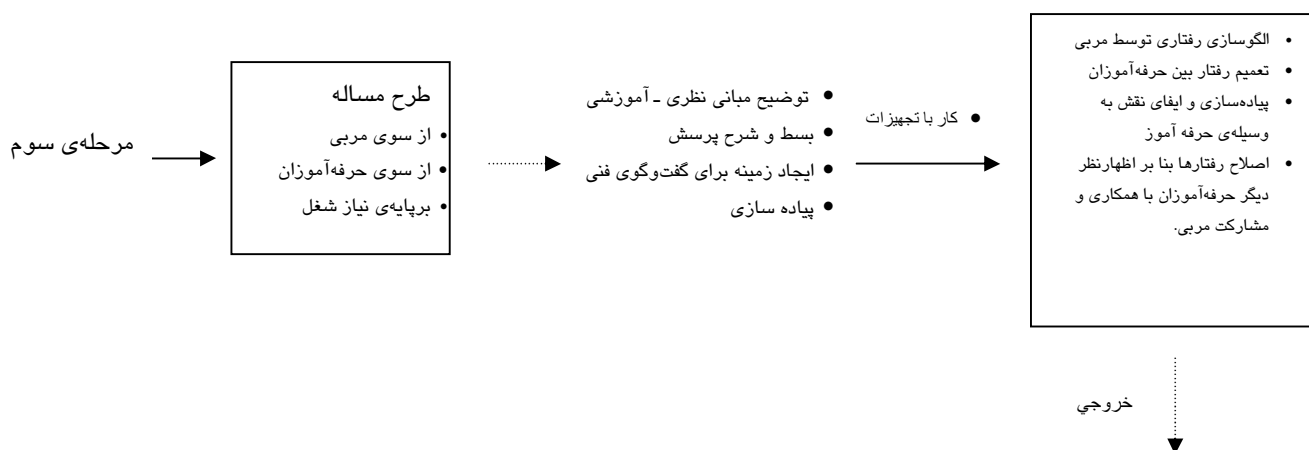 مرحله‌ی سوم
طرح مساله
• از سوی مربی
• از سوی حرفه‌آموزان
• برپایه‌ی نیاز شغل
• توضیح مبانی نظری ـ آموزشی
• بسط و شرح پرسش
• ایجاد زمینه برای گفت‌وگوی فنی
• پیاده سازی
• کار با تجهیزات
• الگوسازی رفتاری توسط مربی
• تعمیم رفتار بین حرفه‌آموزان
• پیاده‌سازی و ایفای نقش به
وسیله‌ی حرفه آموز
• اصلاح رفتارها بنا بر اظهارنظر
دیگر حرفه‌آموزان با همکاری و
مشارکت مربی.
خروجي